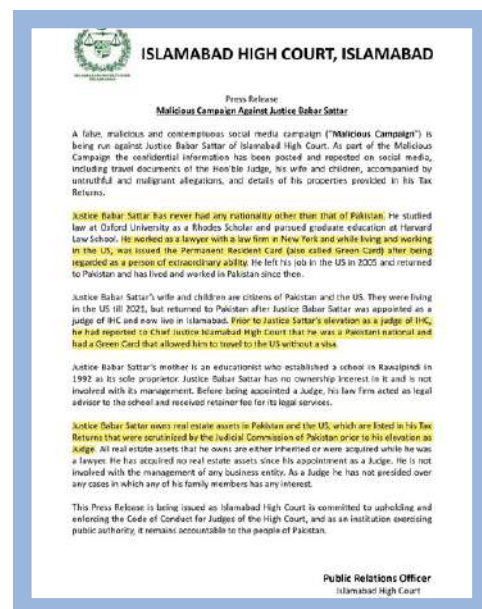 ISLAMABAD HIGH COURT, ISLAMABAD
Press Release
Malicious Campaign Against Justice Babar Sattar
A false, malicious and contemptuous social media campaign ("Malicious Campaign") is
being run against Justice Babar Sattar of Islamabad High Court. As part of the Malicious
Campaign the confidential information has been posted and reposted on social media,
including travel documents of the Hon'ble Judge, his wife and children, accompanied by
untruthful and malignant allegations, and details of his properties provided in his Tax
Returns.
Justice Babar Sattar has never had any nationality other than that of Pakistan. He studied
law at Oxford University as a Rhodes Scholar and pursued graduate education at Harvard
Law School. He worked as a lawyer with a law firm in New York and while living and working
in the US, was issued the Permanent Resident Card (also called Green Card) after being
regarded as a person of extraordinary ability. He left his job in the US in 2005 and returned
to Pakistan and has lived and worked in Pakistan since then.
Justice Babar Sattar's wife and children are citizens of Pakistan and the US. They were living
in the US till 2021, but returned to Pakistan after Justice Babar Sattar was appointed as a
judge of IHC and now live in Islamabad. Prior to Justice Sattar's elevation as a judge of IHC,
he had reported to Chief Justice Islamabad High Court that he was a Pakistani national and
had a Green Card that allowed him to travel to the US without a visa.
Justice Babar Sattar's mother is an educationist who established a school in Rawalpindi in
1992 as its sole proprietor. Justice Babar Sattar has no ownership interest in it and is not
involved with its management. Before being appointed a Judge, his law firm acted as legal
advisor to the school and received retainer fee for its legal services.
Justice Babar Sattar owns real estate assets in Pakistan and the US, which are listed in his Tax
Returns that were scrutinized by the Judicial Commission of Pakistan prior to his elevation as
Judge. All real estate assets that he owns are either inherited or were acquired while he was
a lawyer. He has acquired no real estate assets since his appointment as a Judge. He is not
involved with the management of any business entity. As a Judge he has not presided over
any cases in which any of his family members has any interest.
This Press Release is being issued as Islamabad High Court is committed to upholding and
enforcing the Code of Conduct for Judges of the High Court, and as an institution exercising
public authority, it remains accountable to the people of Pakistan.
Public Relations Officer
Islamabad High Court